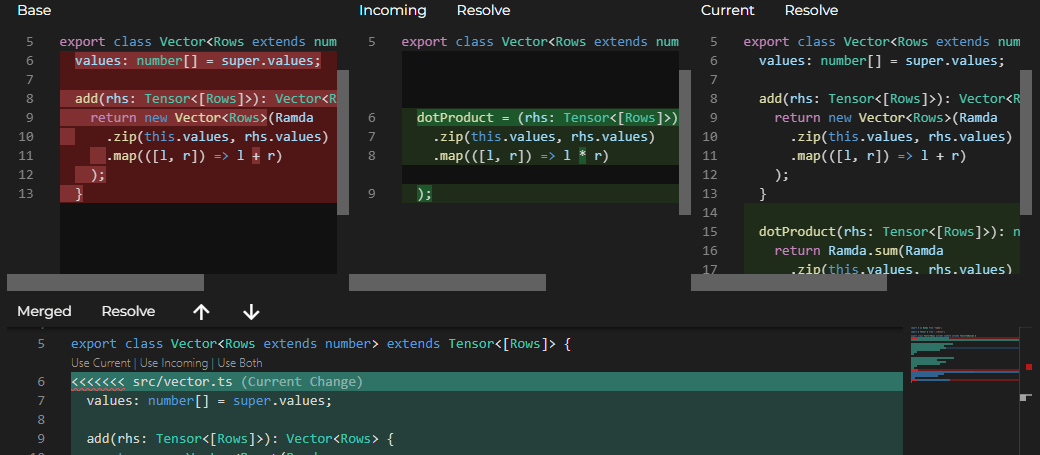 Base
5 export class Vector<Rows extends num
6 values: number[] = super.values;
7
8 add(rhs: Tensor<[Rows]>): Vector<R
9 return new Vector<Rows>(Ramda
10 .zip(this.values, rhs.values)
11 .map(([l, r]) => l + r)
12 );
13 }
Incoming Resolve
5 export class Vector<Rows extends num
6 dotProduct = (rhs: Tensor<[Rows]>)
7 .zip(this.values, rhs.values)
8 .map(([l, r]) => l * r)
9 );
Current Resolve
5 export class Vector<Rows extends num
6 values: number[] = super.values;
7
8 add(rhs: Tensor<[Rows]>): Vector<R
9 return new Vector<Rows>(Ramda
10 .zip(this.values, rhs.values)
11 .map(([l, r]) => l + r)
12 );
13 }
14
15 dotProduct(rhs: Tensor<[Rows]>): n
16 return Ramda.sum(Ramda
17 .zip(this.values, rhs.values)
Merged Resolve
5 export class Vector<Rows extends number> extends Tensor<[Rows]> {
Use Current | Use Incoming | Use Both
6 <<<<<<< src/vector.ts (Current Change)
7 values: number[] = super.values;
8
9 add(rhs: Tensor<[Rows]>): Vector<Rows> {